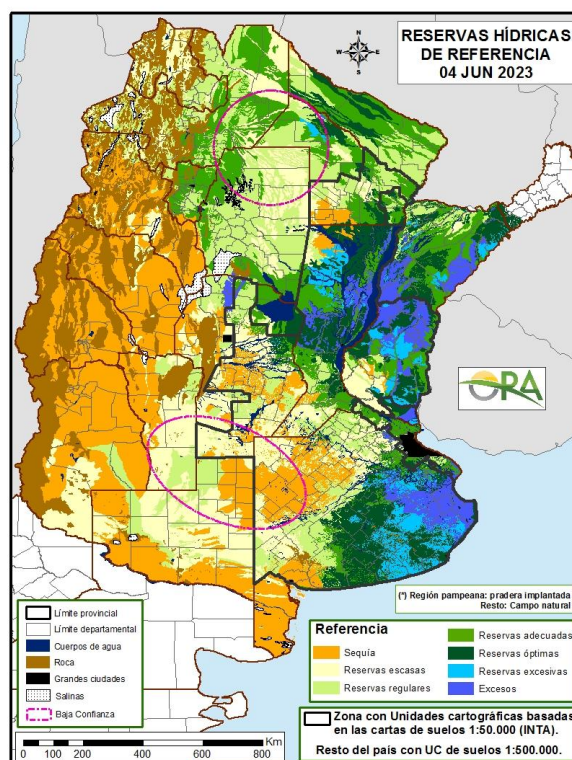 RESERVAS HÍDRICAS
DE REFERENCIA
04 JUN 2023
N
W
E
S
ORA
(*) Región pampeana: pradera implantada
Resto: Campo natural
Límite provincial
Límite departamental
Cuerpos de agua
Roca
Grandes ciudades
Salinas
Baja Confianza
Referencia
Sequía
Reservas escasas
Reservas regulares
Reservas adecuadas
Reservas óptimas
Reservas excesivas
Excesos
Zona con Unidades cartográficas basadas
en las cartas de suelos 1:50.000 (INTA).
Resto del país con UC de suelos 1:500.000.
Km
0 50 100 200 400 600 800